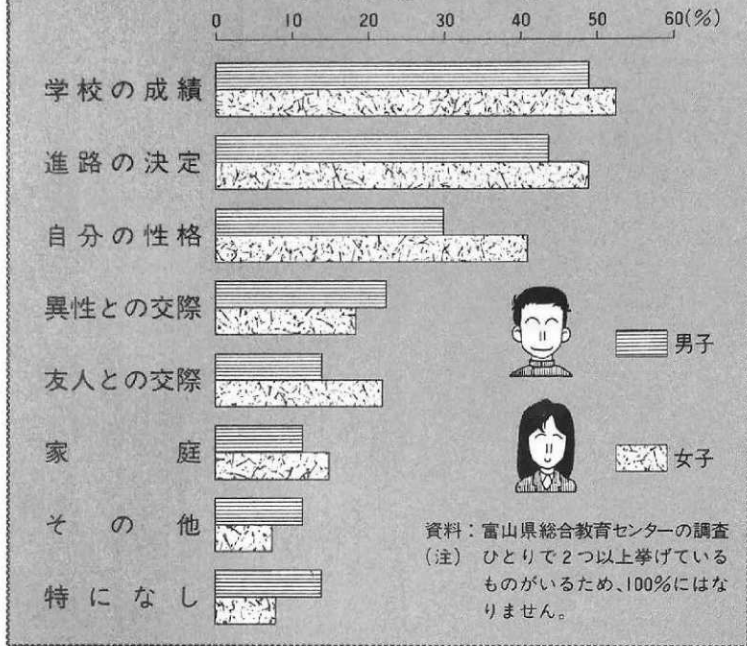 0 10 20 30 40 50 60(%)
学校の成績
進路の決定
自分の性格
異性との交際
友人との交際
家庭
その他
特になし
男子
女子
資料：富山県総合教育センターの調査
(注) ひとりで2つ以上挙げている
ものがいるため、100%にはな
りません。